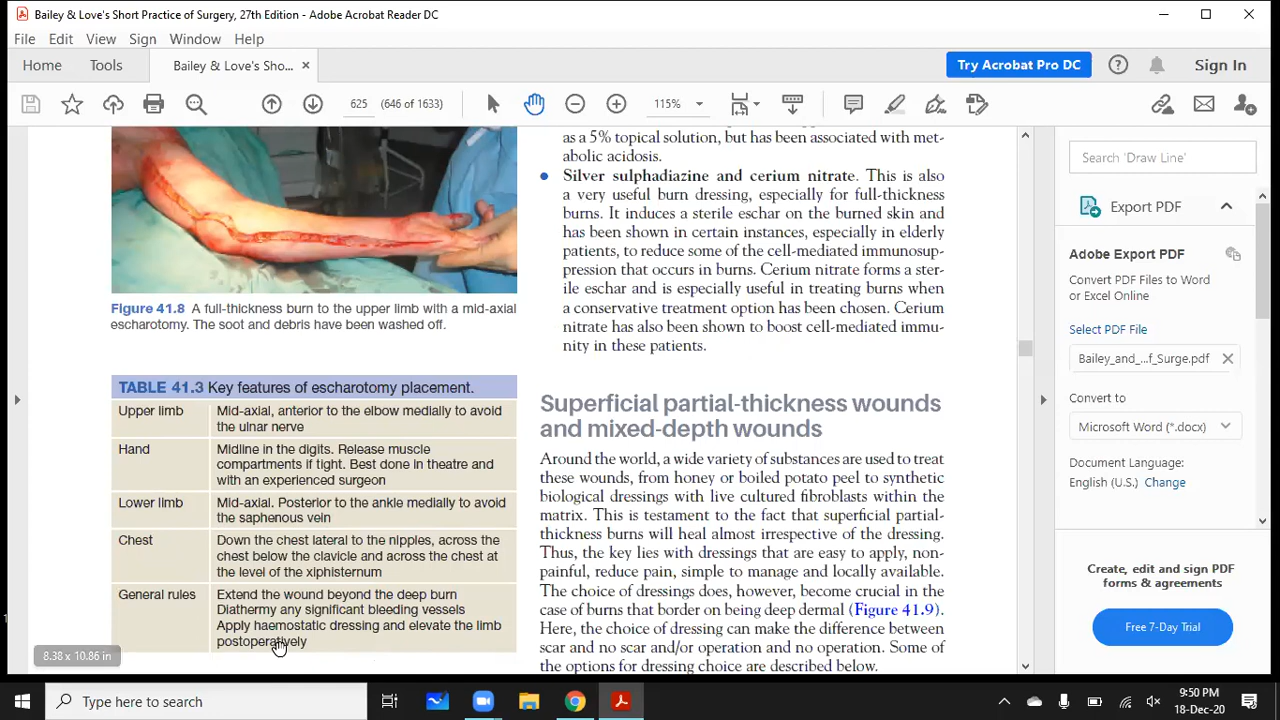 Bailey & Love's Short Practice of Surgery, 27th Edition - Adobe Acrobat Reader DC
File Edit View Sign Window Help
Home Tools Bailey & Love's Sho... × Try Acrobat Pro DC Sign In
625 (646 of 1633) 115%
Figure 41.8 A full-thickness burn to the upper limb with a mid-axial
escharotomy. The soot and debris have been washed off.
TABLE 41.3 Key features of escharotomy placement.
Upper limb Mid-axial, anterior to the elbow medially to avoid
the ulnar nerve
Hand Midline in the digits. Release muscle
compartments if tight. Best done in theatre and
with an experienced surgeon
Lower limb Mid-axial. Posterior to the ankle medially to avoid
the saphenous vein
Chest Down the chest lateral to the nipples, across the
chest below the clavicle and across the chest at
the level of the xiphisternum
General rules Extend the wound beyond the deep burn
Diathermy any significant bleeding vessels
Apply haemostatic dressing and elevate the limb
postoperatively
8.38 x 10.86 in
as a 5% topical solution, but has been associated with met-
abolic acidosis.
• Silver sulphadiazine and cerium nitrate. This is also
a very useful burn dressing, especially for full-thickness
burns. It induces a sterile eschar on the burned skin and
has been shown in certain instances, especially in elderly
patients, to reduce some of the cell-mediated immunosup-
pression that occurs in burns. Cerium nitrate forms a ster-
ile eschar and is especially useful in treating burns when
a conservative treatment option has been chosen. Cerium
nitrate has also been shown to boost cell-mediated immu-
nity in these patients.
Superficial partial-thickness wounds
and mixed-depth wounds
Around the world, a wide variety of substances are used to treat
these wounds, from honey or boiled potato peel to synthetic
biological dressings with live cultured fibroblasts within the
matrix. This is testament to the fact that superficial partial-
thickness burns will heal almost irrespective of the dressing.
Thus, the key lies with dressings that are easy to apply, non-
painful, reduce pain, simple to manage and locally available.
The choice of dressings does, however, become crucial in the
case of burns that border on being deep dermal (Figure 41.9).
Here, the choice of dressing can make the difference between
scar and no scar and/or operation and no operation. Some of
the options for dressing choice are described below.
Search 'Draw Line'
Export PDF
Adobe Export PDF
Convert PDF Files to Word
or Excel Online
Select PDF File
Bailey_and_...f_Surge.pdf
Convert to
Microsoft Word (*.docx)
Document Language:
English (U.S.) Change
Create, edit and sign PDF
forms & agreements
Free 7-Day Trial
Type here to search
9:50 PM
18-Dec-20